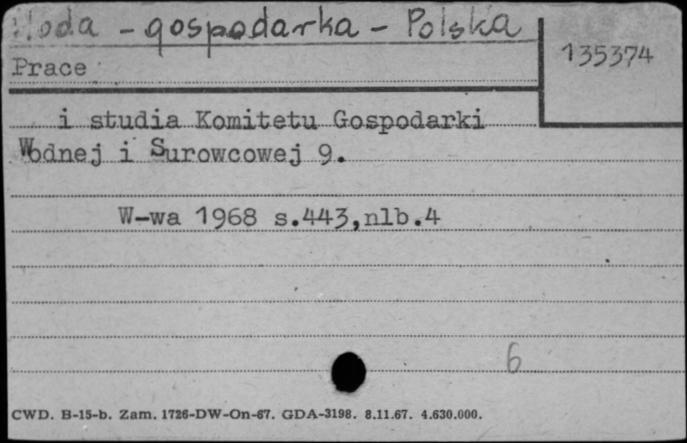 Woda - gospodarka - Polska
135374
Prace
i studia Komitetu Gospodarki
Wodnej i Surowcowej 9.
W-wa 1968 s.443,nlb.4
6
CWD. B-15-b. Zam. 1726-DW-On-67. GDA-3198. 8.11.67. 4.630.000.